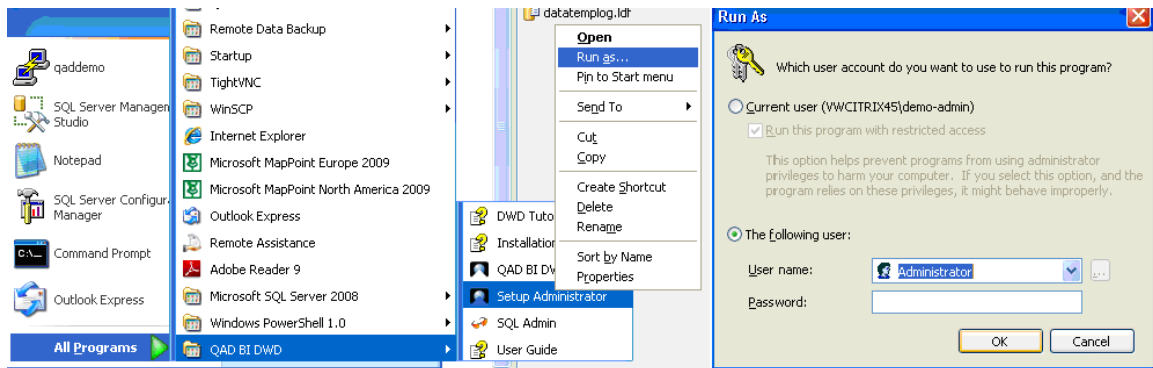 qaddemo
SQL Server Managen
Studio
Notepad
SQL Server Configur
Manager
C:\_
Command Prompt
Outlook Express
All Programs
Remote Data Backup
Startup
TightVNC
WinSCP
Internet Explorer
Microsoft MapPoint Europe 2009
Microsoft MapPoint North America 2009
Outlook Express
Remote Assistance
Adobe Reader 9
Microsoft SQL Server 2008
Windows PowerShell 1.0
QAD BI DWD
DWD Tuto
Installation
QAD BI DW
Setup Administrator
SQL Admin
User Guide
datatemplog.ldf
Open
Run as...
Pin to Start menu
Send To
Cut
Copy
Create Shortcut
Delete
Rename
Sort by Name
Properties
Run As
Which user account do you want to use to run this program?
Current user (VWCITRIX45\demo-admin)
Run this program with restricted access
This option helps prevent programs from using administrator
privileges to harm your computer. If you select this option, and the
program relies on these privileges, it might behave improperly.
The following user:
User name:
Administrator
...
Password:
OK
Cancel